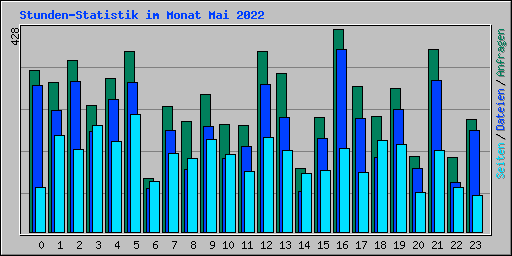 Stunden-Statistik im Monat Mai 2022
428
Seiten / Dateien / Anfragen
0 1 2 3 4 5 6 7 8 9 10 11 12 13 14 15 16 17 18 19 20 21 22 23